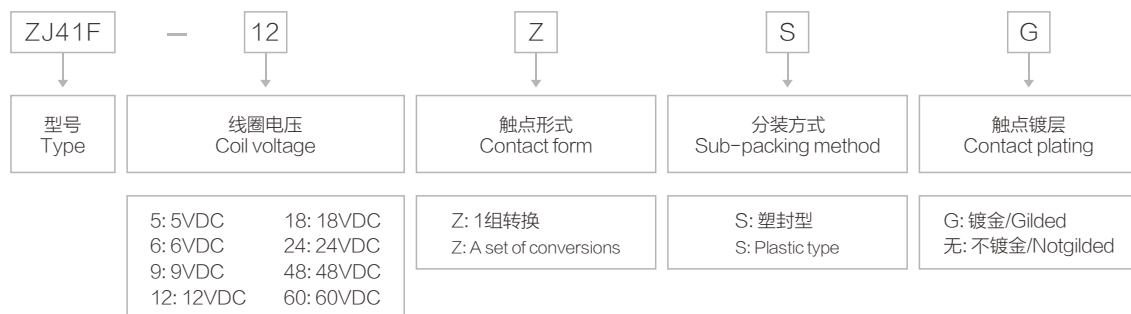 ZJ41F — 12 Z S G
型号
Type
线圈电压
Coil voltage
触点形式
Contact form
分装方式
Sub-packing method
触点镀层
Contact plating
5: 5VDC 18: 18VDC
6: 6VDC 24: 24VDC
9: 9VDC 48: 48VDC
12: 12VDC 60: 60VDC
Z: 1组转换
Z: A set of conversions
S: 塑封型
S: Plastic type
G: 镀金/Gilded
无: 不镀金/Notgilded